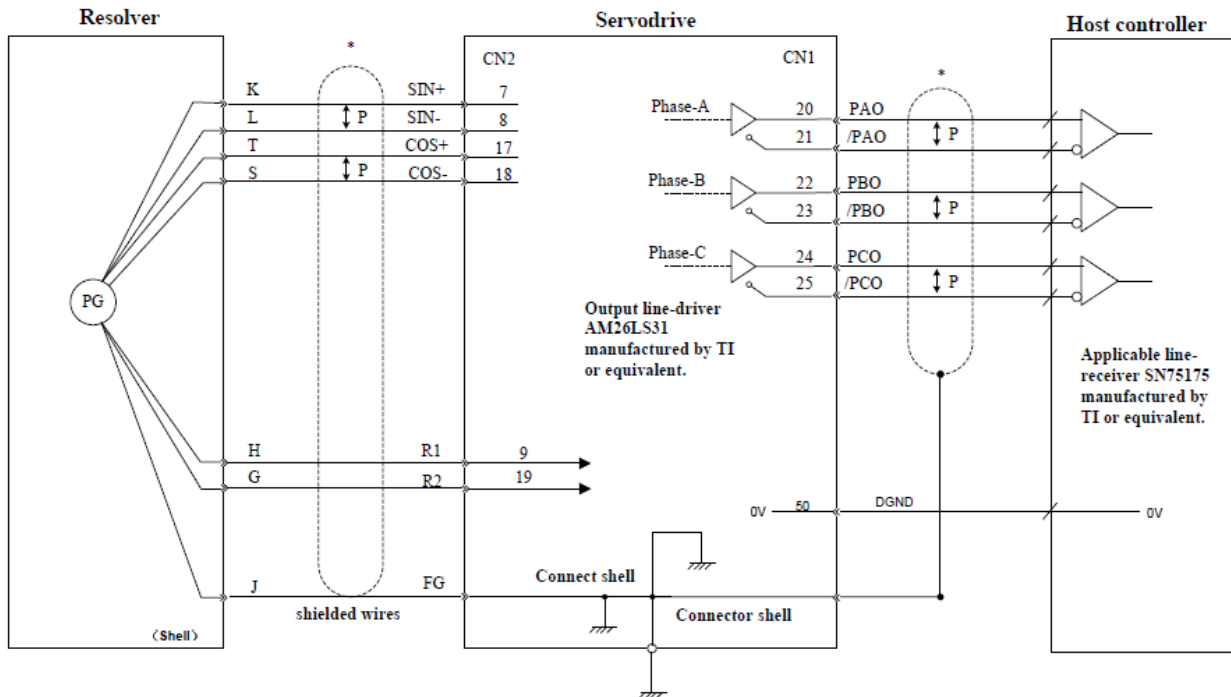 Resolver
Servodrive
Host controller
*
CN2
CN1
*
K
SIN+
7
L
SIN-
8
T
COS+
17
S
COS-
18
P
P
Phase-A
20
PAO
21
/PAO
P
Phase-B
22
PBO
23
/PBO
P
Phase-C
24
PCO
25
/PCO
P
PG
Output line-driver
AM26LS31
manufactured by TI
or equivalent.
Applicable line-
receiver SN75175
manufactured by
TI or equivalent.
H
R1
9
G
R2
19
0V
50
DGND
0V
J
FG
Connect shell
shielded wires
Connector shell
(Shell)